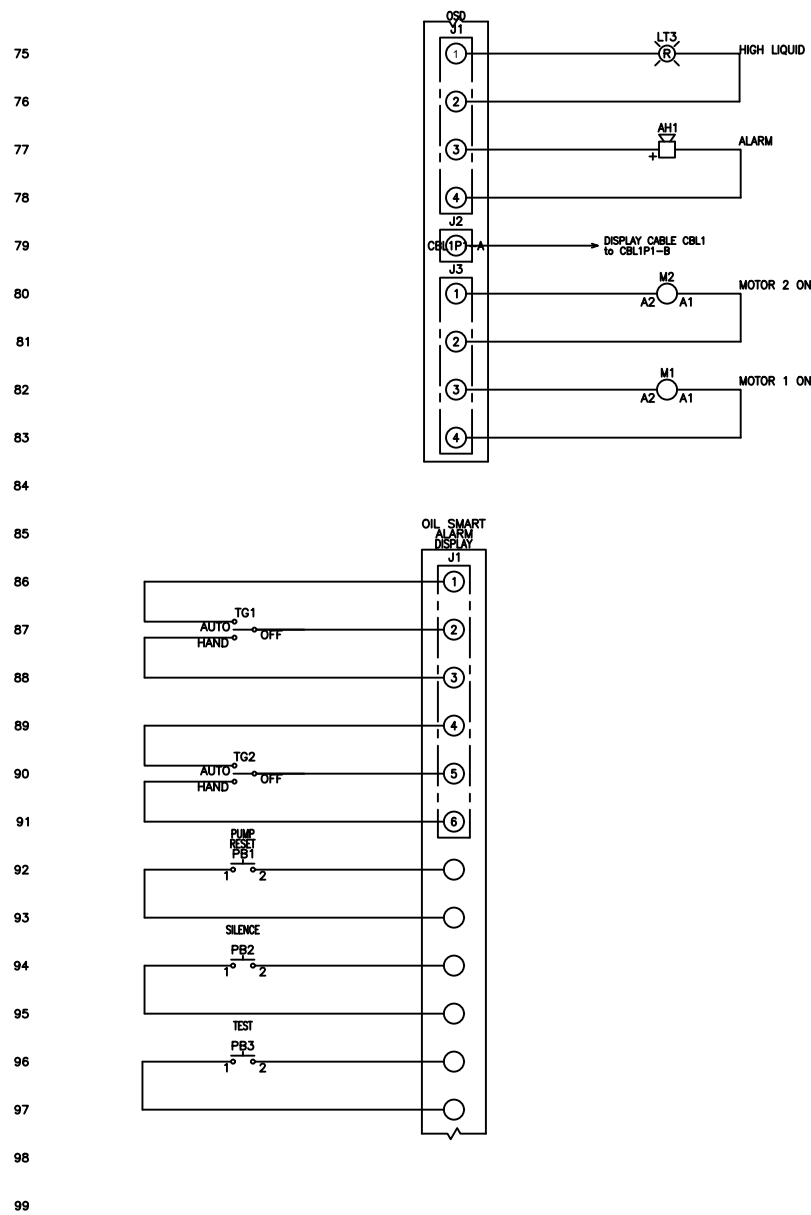 OSD
J1
75
1
LT3
R
HIGH LIQUID
76
2
77
3
AH1
+
ALARM
78
4
J2
79
CBL1P1-A
DISPLAY CABLE CBL1
to CBL1P1-B
J3
80
1
M2
A2 A1
MOTOR 2 ON
81
2
82
3
M1
A2 A1
MOTOR 1 ON
83
4
84
85
OIL SMART
ALARM
DISPLAY
J1
86
1
TG1
87
AUTO
OFF
2
HAND
88
3
89
4
TG2
90
AUTO
OFF
5
HAND
91
6
PUMP
RESET
PB1
92
1 2
93
SILENCE
PB2
94
1 2
95
TEST
PB3
96
1 2
97
98
99